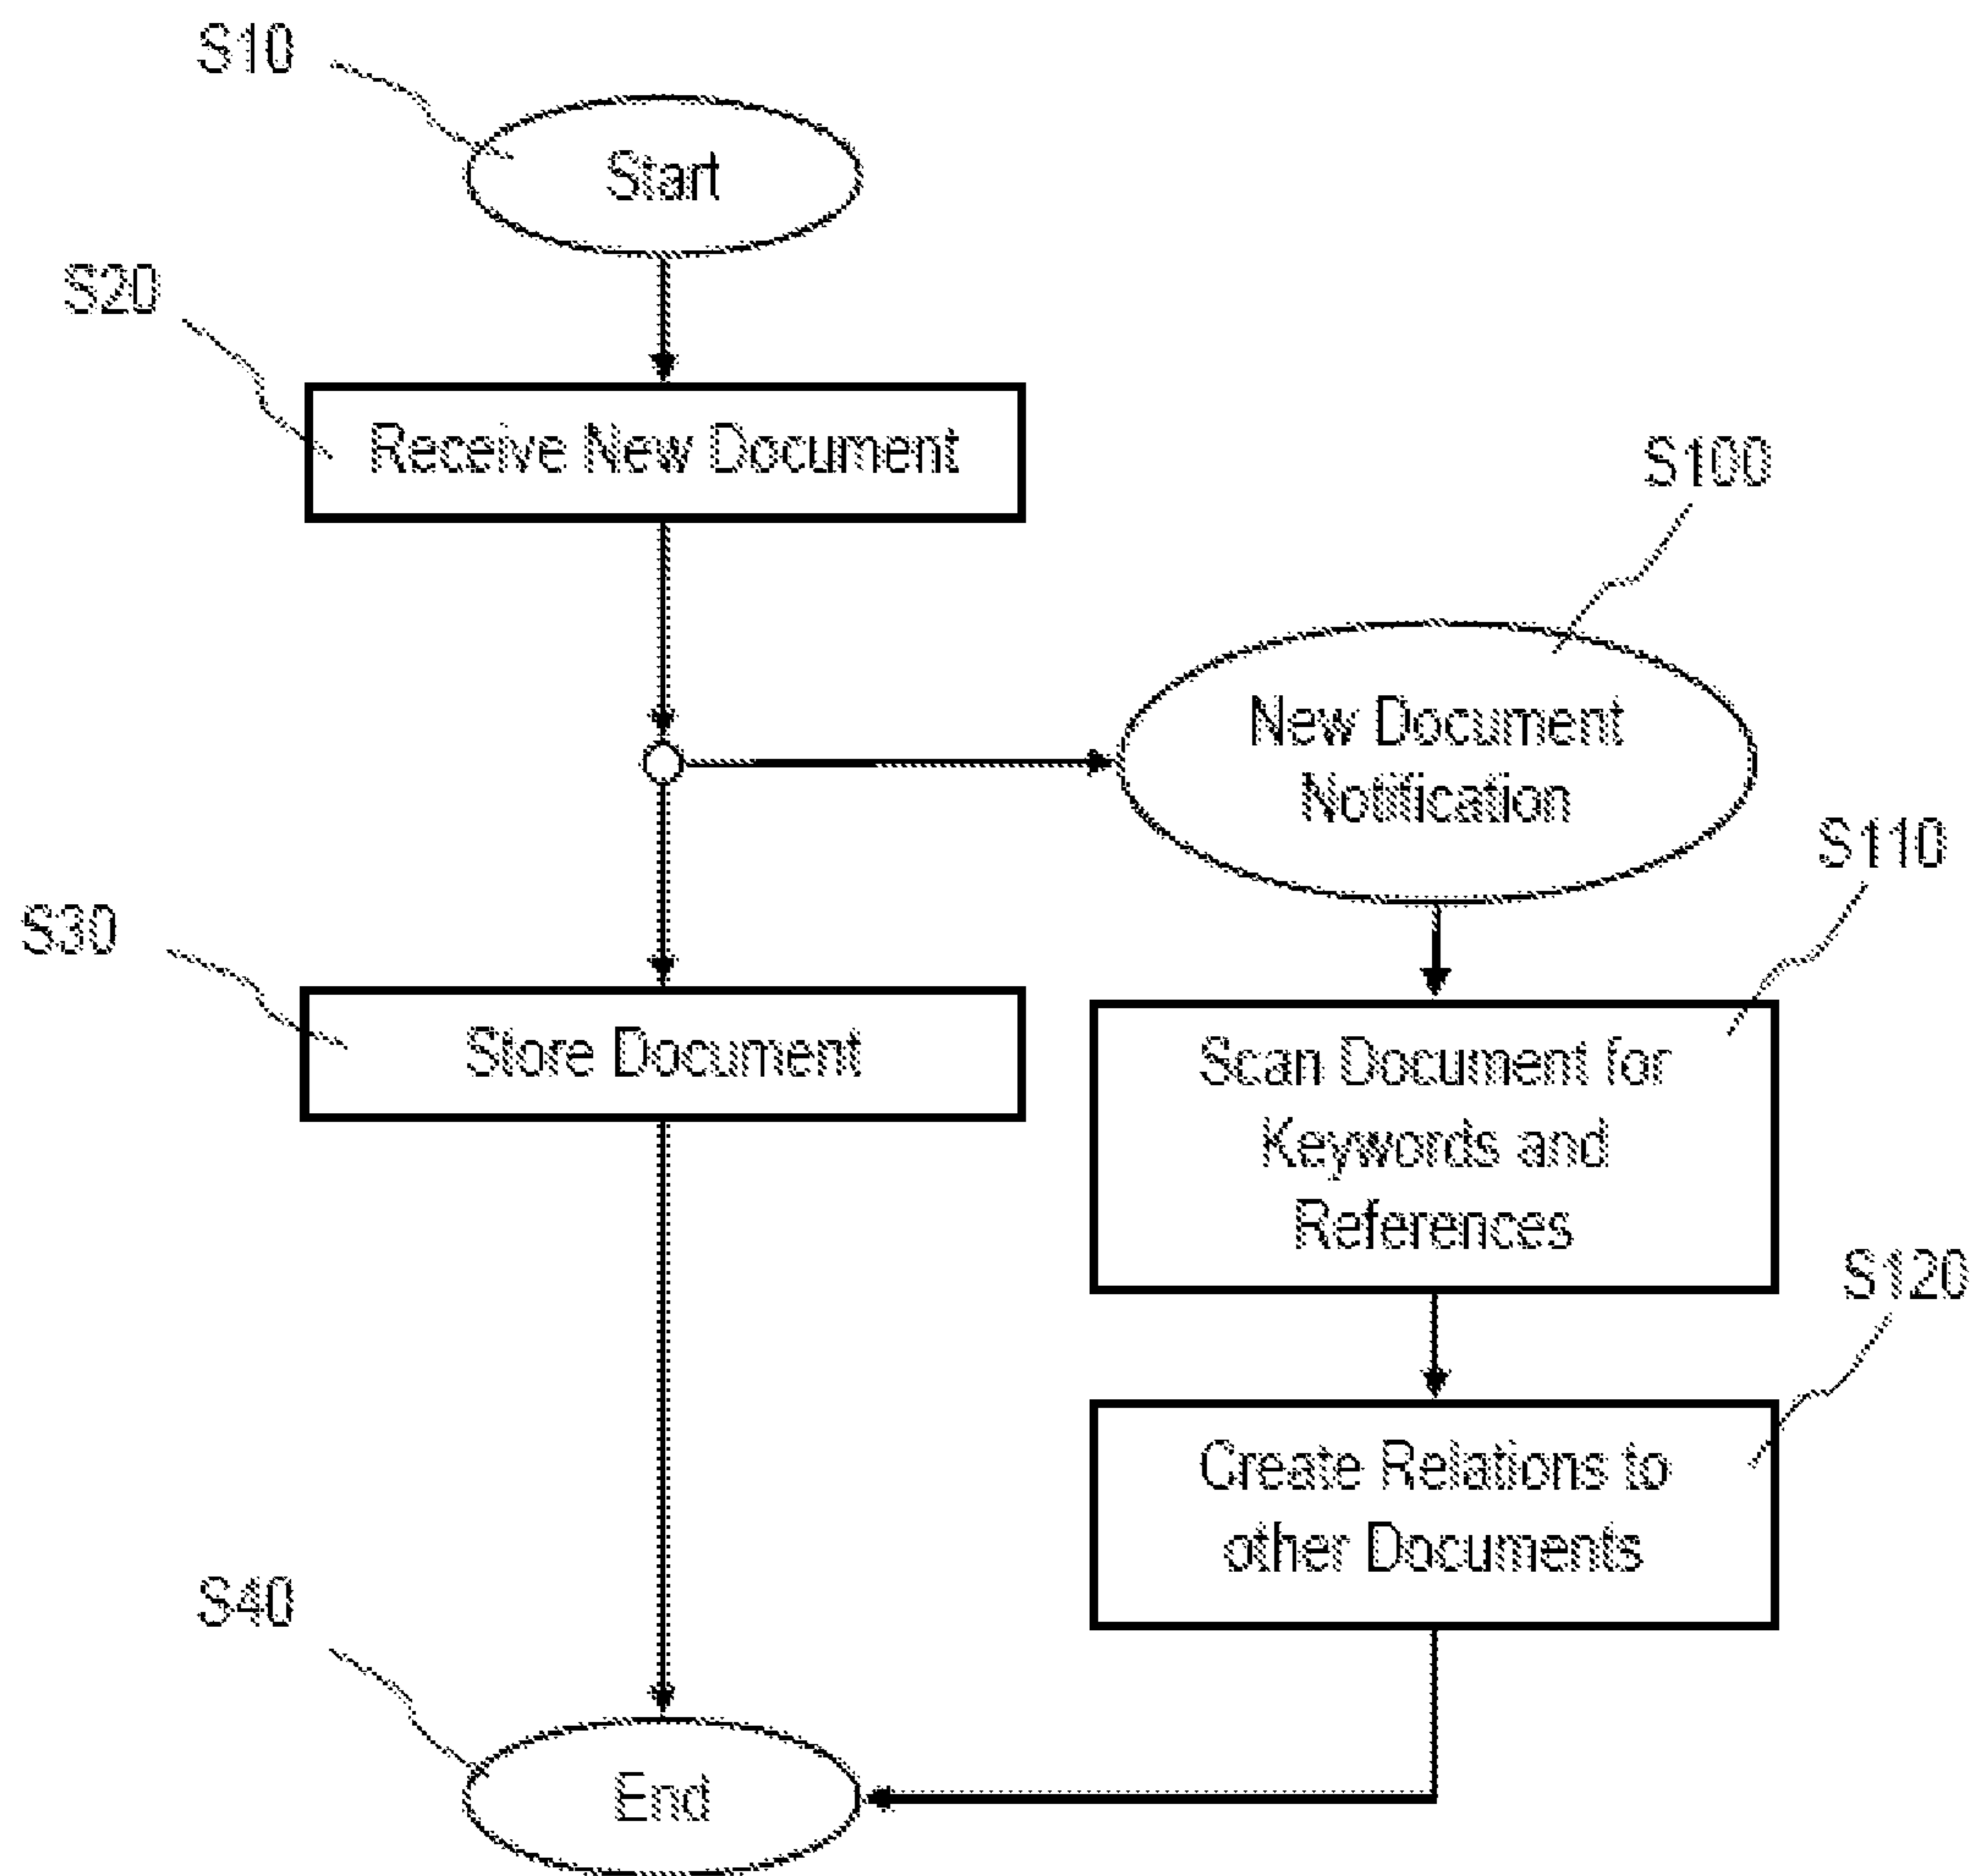 S10
Start
S20
Receive New Document
S100
New Document
Notification
S110
S30
Store Document
Scan Document for
Keywords and
References
S120
Create Relations to
other Documents
S40
End